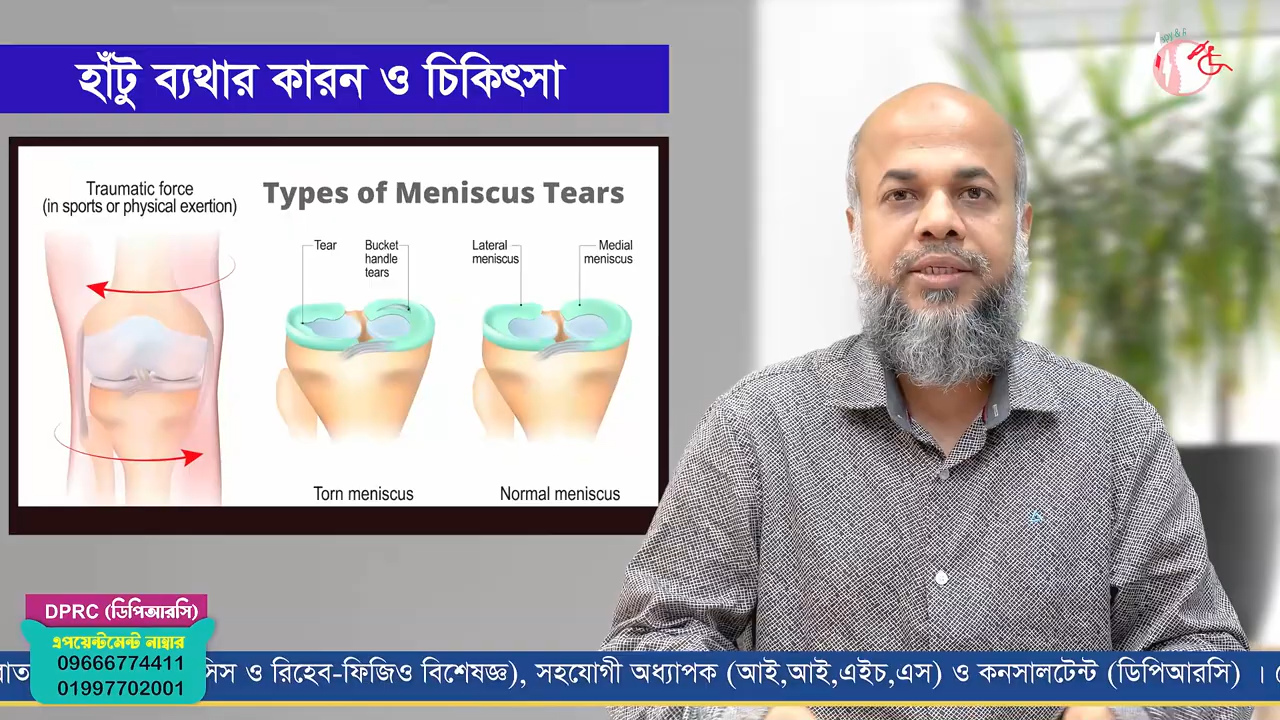 হাঁটু ব্যথার কারন ও চিকিৎসা
Traumatic force
(in sports or physical exertion)
Types of Meniscus Tears
Tear
Bucket
handle
tears
Lateral
meniscus
Medial
meniscus
Torn meniscus
Normal meniscus
DPRC (ডিপিআরসি)
এপয়েন্টমেন্ট নাম্বার
09666774411
01997702001
ও রিহেব-ফিজিও বিশেষজ্ঞ), সহযোগী অধ্যাপক (আই,আই,এইচ,এস) ও কনসালটেন্ট (ডিপিআরসি) ।